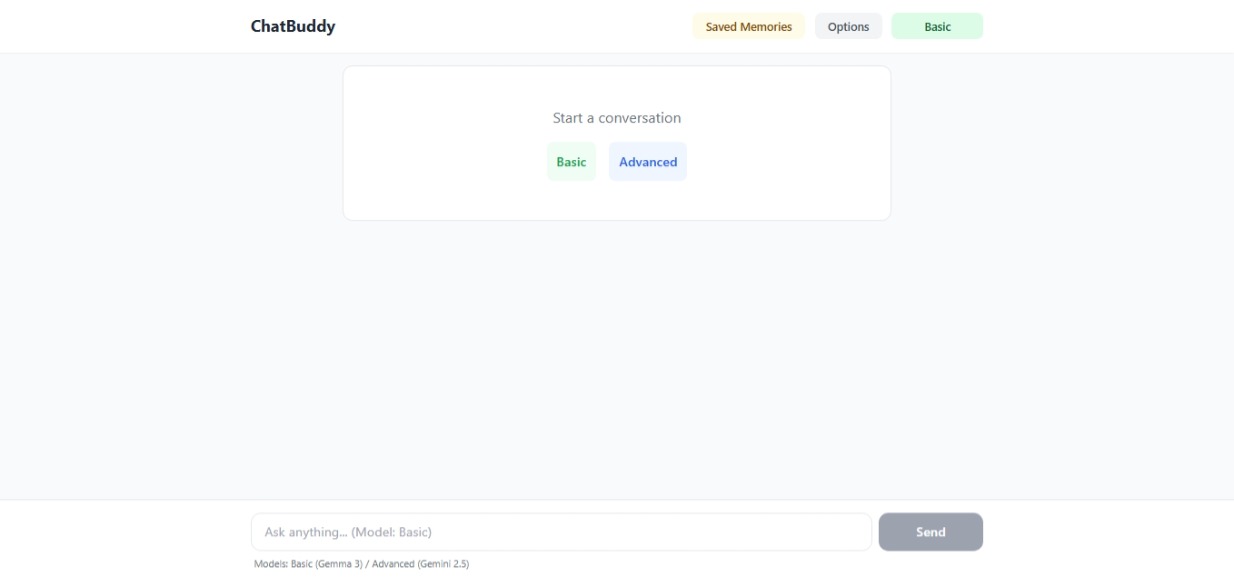 ChatBuddy
Saved Memories
Options
Basic
Start a conversation
Basic
Advanced
Ask anything... (Model: Basic)
Send
Models: Basic (Gemma 3) / Advanced (Gemini 2.5)